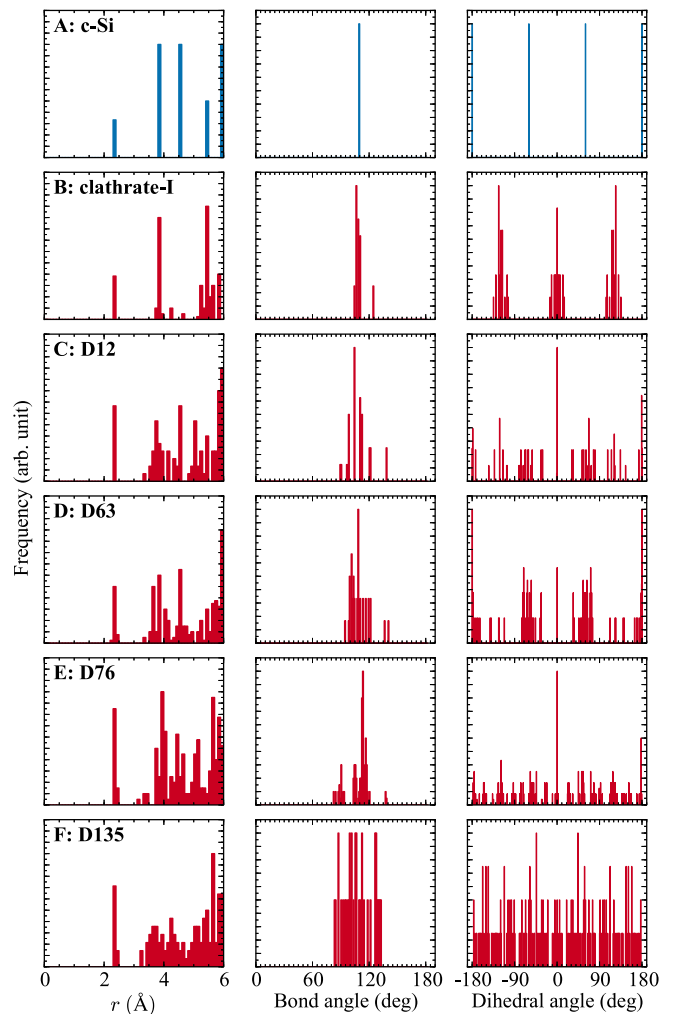 A: c-Si
B: clathrate-I
C: D12
D: D63
E: D76
F: D135
Frequency (arb. unit)
0 2 4 6
r (Å)
0 60 120 180
Bond angle (deg)
-180 -90 0 90 180
Dihedral angle (deg)